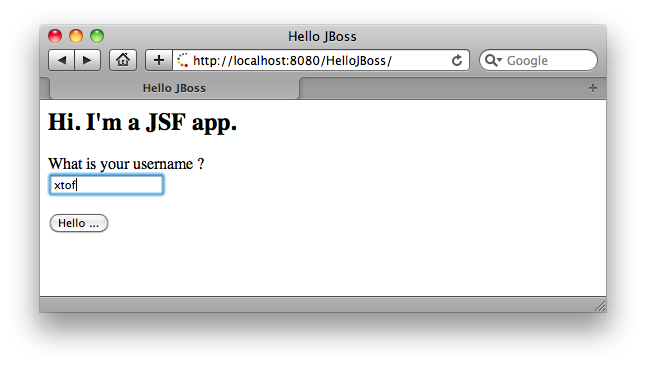 Hello JBoss
http://localhost:8080/HelloJBoss/
Google
Hello JBoss
Hi. I'm a JSF app.
What is your username ?
xtof
Hello ...